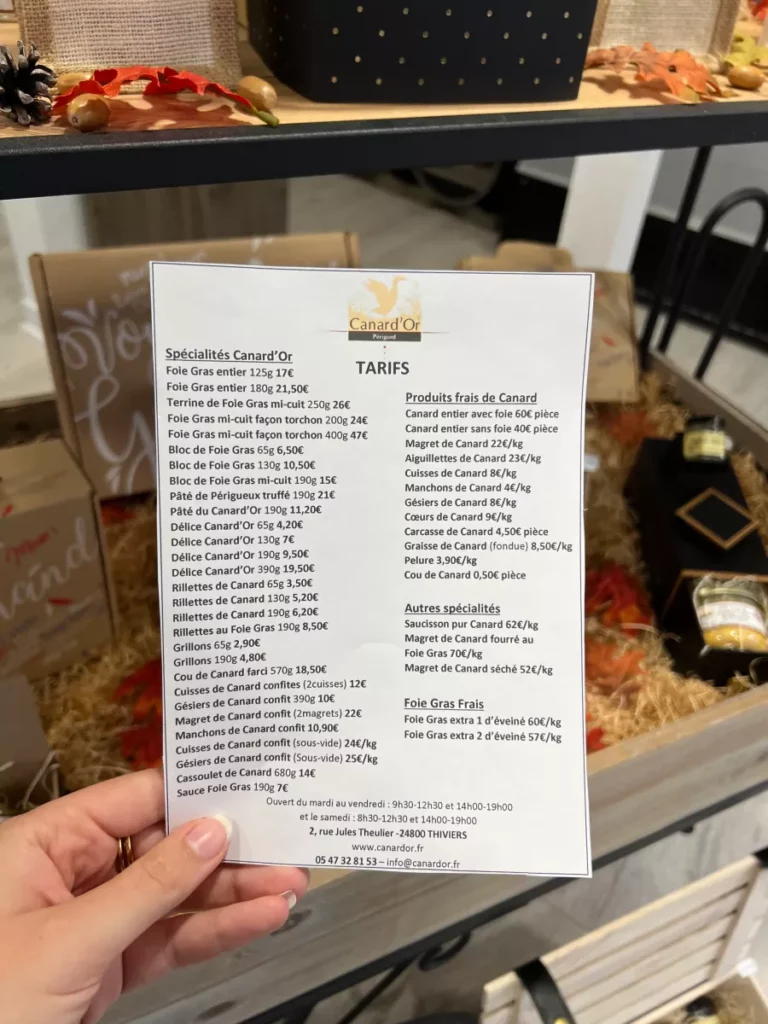 Canard'Or
Périgord
TARIFS
Spécialités Canard'Or
Foie Gras entier 125g 17€
Foie Gras entier 180g 21,50€
Terrine de Foie Gras mi-cuit 250g 26€
Foie Gras mi-cuit façon torchon 200g 24€
Foie Gras mi-cuit façon torchon 400g 47€
Bloc de Foie Gras 65g 6,50€
Bloc de Foie Gras 130g 10,50€
Bloc de Foie Gras mi-cuit 190g 15€
Pâté de Périgueux truffé 190g 21€
Pâté du Canard'Or 190g 11,20€
Délice Canard'Or 65g 4,20€
Délice Canard'Or 130g 7€
Délice Canard'Or 190g 9,50€
Délice Canard'Or 390g 19,50€
Rillettes de Canard 65g 3,50€
Rillettes de Canard 130g 5,20€
Rillettes de Canard 190g 6,20€
Rillettes au Foie Gras 190g 8,50€
Grillons 65g 2,90€
Grillons 190g 4,80€
Cou de Canard farci 570g 18,50€
Cuisses de Canard confites (2cuisses) 12€
Gésiers de Canard confit 390g 10€
Magret de Canard confit (2magrets) 22€
Manchons de Canard confit 10,90€
Cuisses de Canard confit (sous-vide) 24€/kg
Gésiers de Canard confit (Sous-vide) 25€/kg
Cassoulet de Canard 680g 14€
Sauce Foie Gras 190g 7€
Produits frais de Canard
Canard entier avec foie 60€ pièce
Canard entier sans foie 40€ pièce
Magret de Canard 22€/kg
Aiguillettes de Canard 23€/kg
Cuisses de Canard 8€/kg
Manchons de Canard 4€/kg
Gésiers de Canard 8€/kg
Cœurs de Canard 9€/kg
Carcasse de Canard 4,50€ pièce
Graisse de Canard (fondue) 8,50€/kg
Pelure 3,90€/kg
Cou de Canard 0,50€ pièce
Autres spécialités
Saucisson pur Canard 62€/kg
Magret de Canard fourré au
Foie Gras 70€/kg
Magret de Canard séché 52€/kg
Foie Gras Frais
Foie Gras extra 1 d'éveiné 60€/kg
Foie Gras extra 2 d'éveiné 57€/kg
Ouvert du mardi au vendredi : 9h30-12h30 et 14h00-19h00
et le samedi : 8h30-12h30 et 14h00-19h00
2, rue Jules Theulier -24800 THIVIERS
www.canardor.fr
05 47 32 81 53 – info@canardor.fr